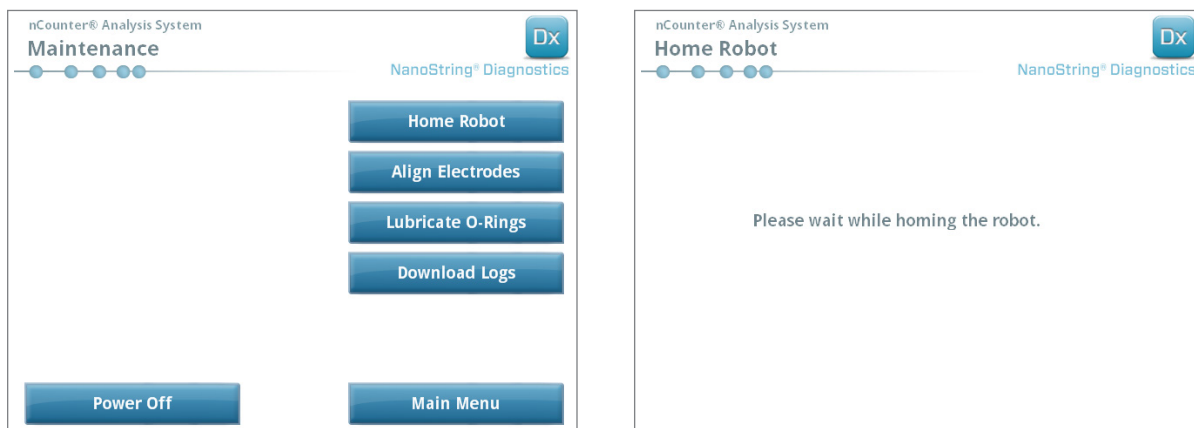 nCounter® Analysis System
Maintenance
Dx
NanoString® Diagnostics
Home Robot
Align Electrodes
Lubricate O-Rings
Download Logs
Power Off
Main Menu
nCounter® Analysis System
Home Robot
Dx
NanoString® Diagnostics
Please wait while homing the robot.